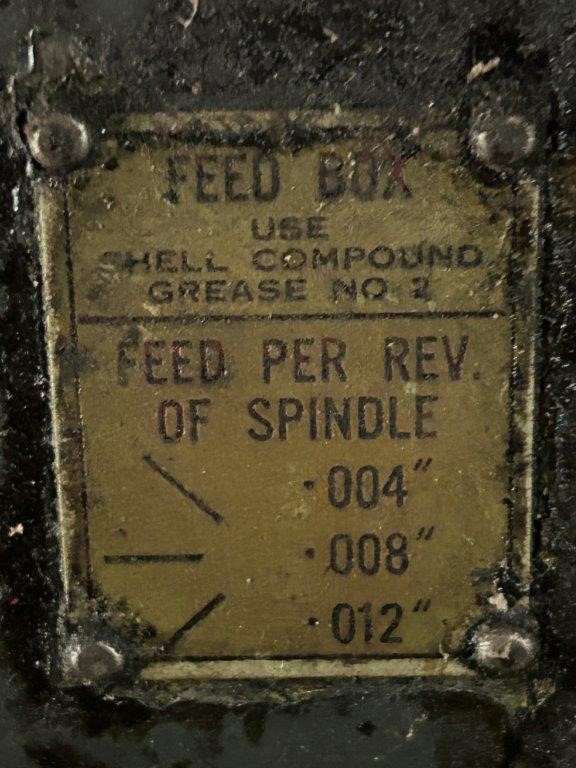 FEED BOX
USE
SHELL COMPOUND
GREASE NO 2
FEED PER REV.
OF SPINDLE
·004"
·008"
·012"